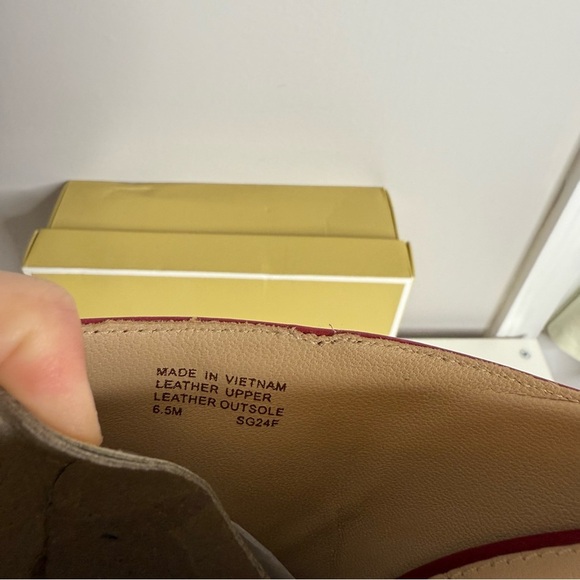 MADE IN VIETNAM
LEATHER UPPER
LEATHER OUTSOLE
6.5M SG24F